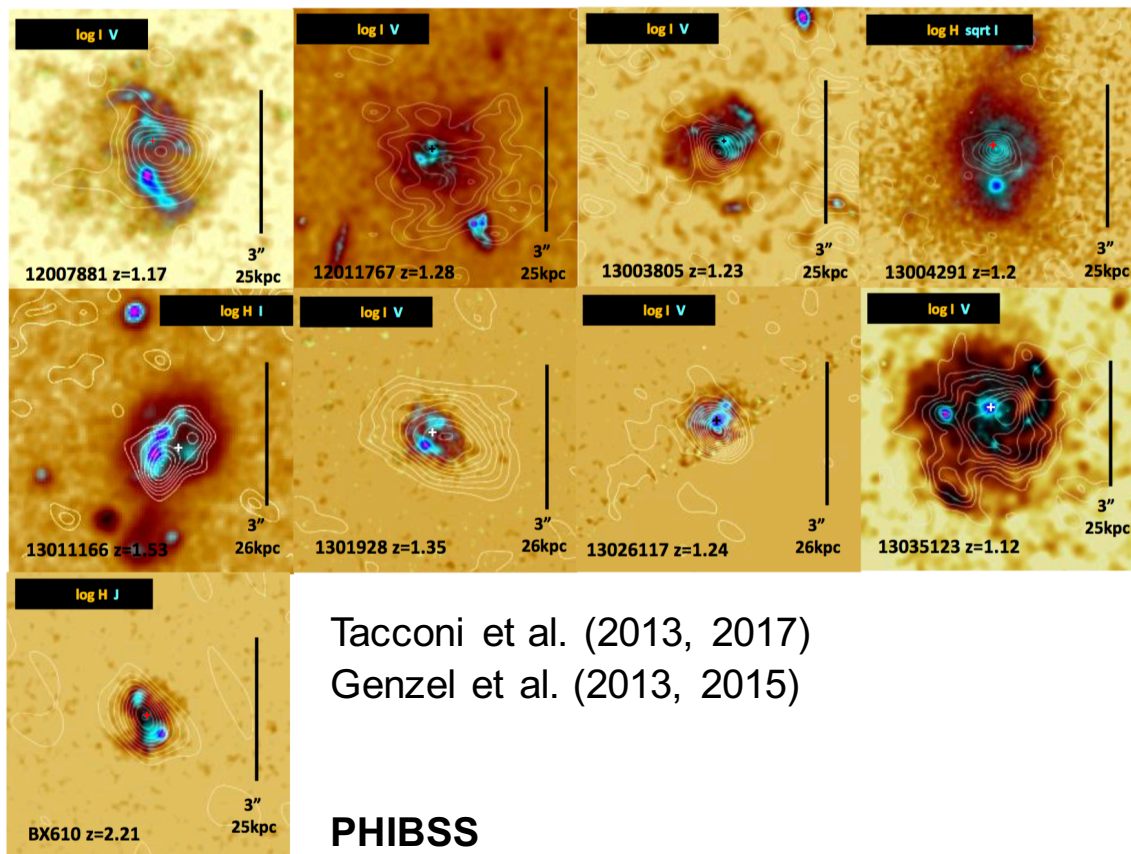 log I V
3”
25kpc
12007881 z=1.17
log I V
3”
25kpc
12011767 z=1.28
log I V
3”
25kpc
13003805 z=1.23
log H sqrt I
3”
25kpc
13004291 z=1.2
log H I
3”
26kpc
13011166 z=1.53
log I V
3”
26kpc
1301928 z=1.35
log I V
3”
26kpc
13026117 z=1.24
log I V
3”
25kpc
13035123 z=1.12
log H J
3”
25kpc
BX610 z=2.21
Tacconi et al. (2013, 2017)
Genzel et al. (2013, 2015)
PHIBSS